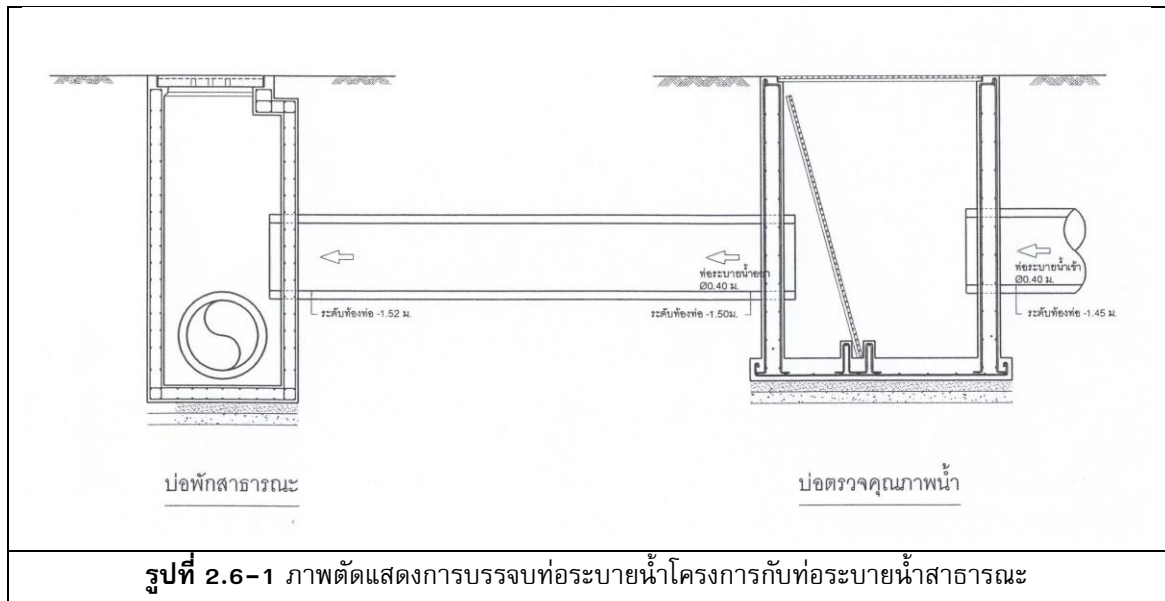 ท่อระบายน้ำออก
Ø0.40 ม.
ท่อระบายน้ำเข้า
Ø0.40 ม.
ระดับท้องท่อ -1.52 ม.
ระดับท้องท่อ -1.50ม.
ระดับท้องท่อ -1.45 ม.
บ่อพักสาธารณะ
บ่อตรวจคุณภาพน้ำ
รูปที่ 2.6-1 ภาพตัดแสดงการบรรจบท่อระบายน้ำโครงการกับท่อระบายน้ำสาธารณะ